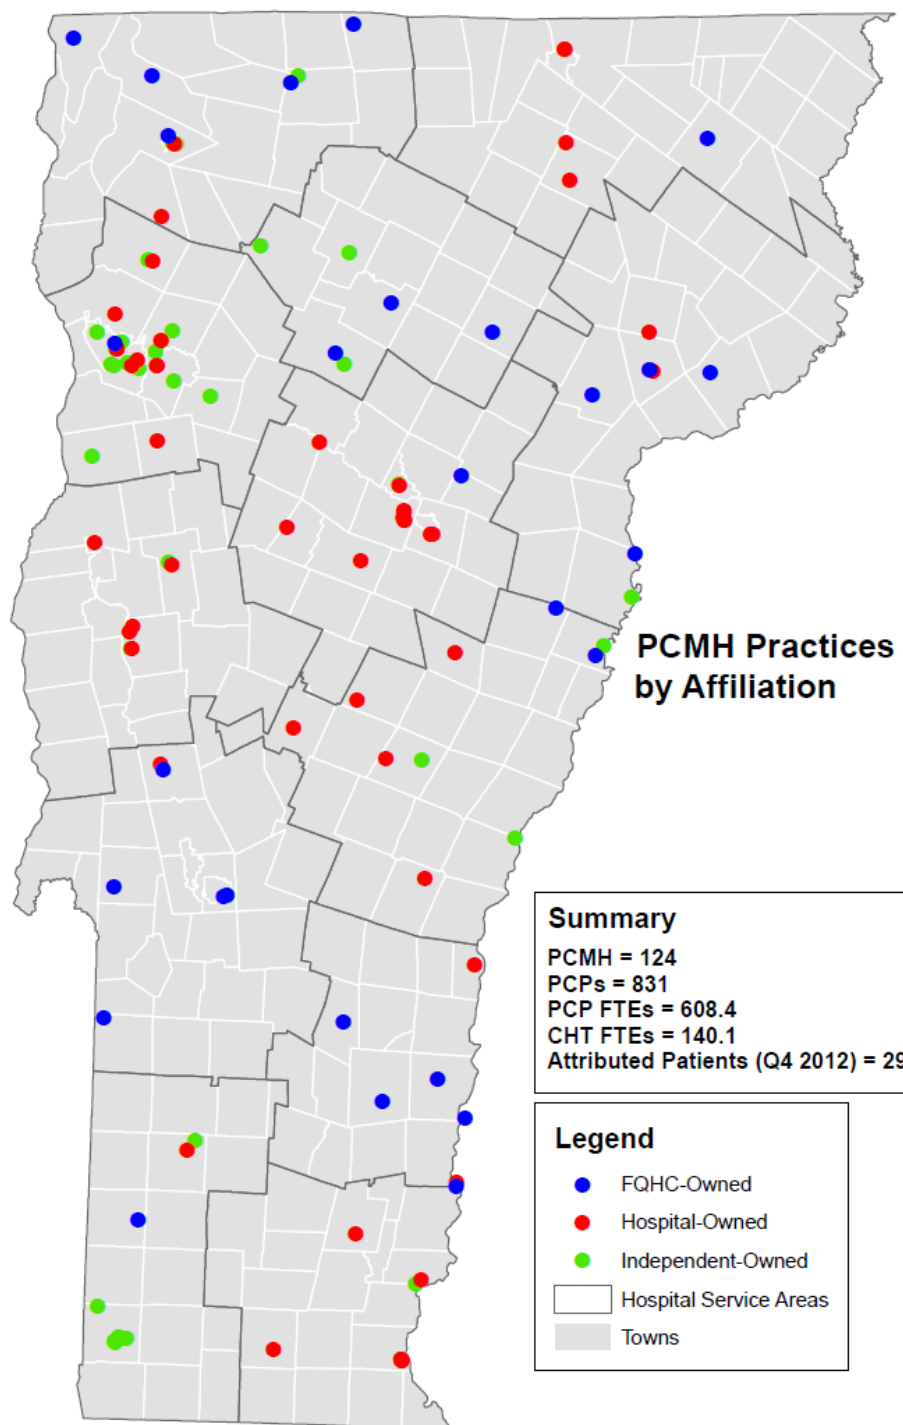 PCMH Practices
by Affiliation
Summary
PCMH = 124
PCPs = 831
PCP FTEs = 608.4
CHT FTEs = 140.1
Attributed Patients (Q4 2012) = 29
Legend
FQHC-Owned
Hospital-Owned
Independent-Owned
Hospital Service Areas
Towns